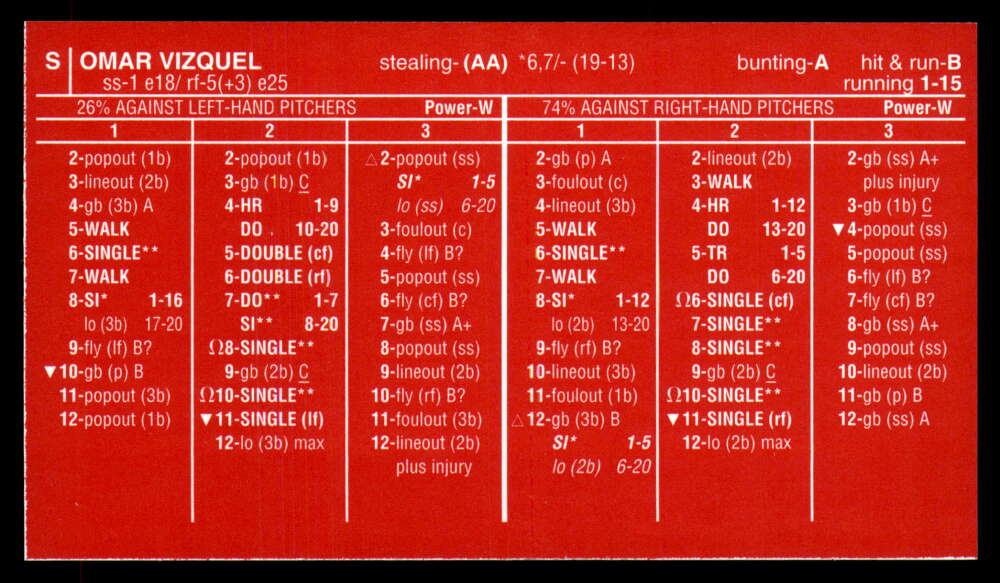 S OMAR VIZQUEL stealing-(AA) *6,7/- (19-13) bunting-A hit & run-B
ss-1 e18/ rf-5(+3) e25 running 1-15
26% AGAINST LEFT-HAND PITCHERS Power-W
1
2-popout (1b)
3-lineout (2b)
4-gb (3b) A
5-WALK
6-SINGLE**
7-WALK
8-SI* 1-16
lo (3b) 17-20
9-fly (lf) B?
▼10-gb (p) B
11-popout (3b)
12-popout (1b)
2
2-popout (1b)
3-gb (1b) C
4-HR 1-9
DO 10-20
5-DOUBLE (cf)
6-DOUBLE (rf)
7-DO** 1-7
SI** 8-20
Ω8-SINGLE**
9-gb (2b) C
Ω10-SINGLE**
▼11-SINGLE (lf)
12-lo (3b) max
3
△2-popout (ss)
SI* 1-5
lo (ss) 6-20
3-foulout (c)
4-fly (lf) B?
5-popout (ss)
6-fly (cf) B?
7-gb (ss) A+
8-popout (ss)
9-lineout (2b)
10-fly (rf) B?
11-foulout (3b)
12-lineout (2b)
plus injury
74% AGAINST RIGHT-HAND PITCHERS Power-W
1
2-gb (p) A
3-foulout (c)
4-lineout (3b)
5-WALK
6-SINGLE**
7-WALK
8-SI* 1-12
lo (2b) 13-20
9-fly (rf) B?
10-lineout (3b)
11-foulout (1b)
△12-gb (3b) B
SI* 1-5
lo (2b) 6-20
2
2-lineout (2b)
3-WALK
4-HR 1-12
DO 13-20
5-TR 1-5
DO 6-20
Ω6-SINGLE (cf)
7-SINGLE**
8-SINGLE**
9-gb (2b) C
Ω10-SINGLE**
▼11-SINGLE (rf)
12-lo (2b) max
3
2-gb (ss) A+
plus injury
3-gb (1b) C
▼4-popout (ss)
5-popout (ss)
6-fly (lf) B?
7-fly (cf) B?
8-gb (ss) A+
9-popout (ss)
10-lineout (2b)
11-gb (p) B
12-gb (ss) A